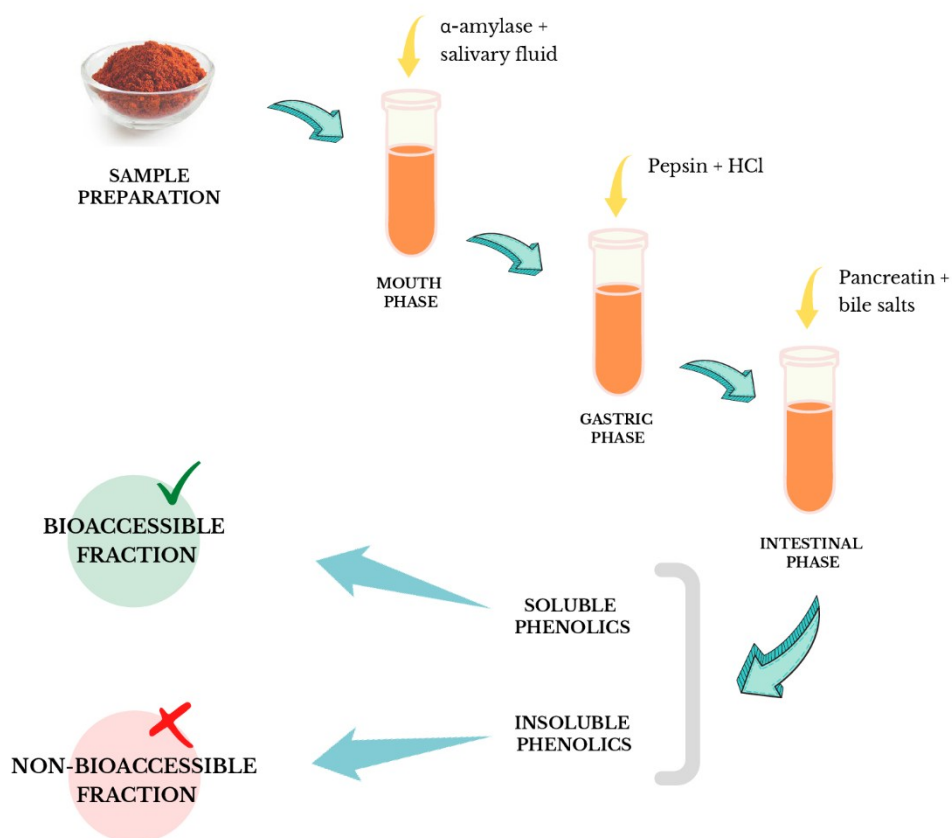 α-amylase +
salivary fluid
SAMPLE
PREPARATION
Pepsin + HCl
MOUTH
PHASE
Pancreatin +
bile salts
GASTRIC
PHASE
INTESTINAL
PHASE
BIOACCESSIBLE
FRACTION
SOLUBLE
PHENOLICS
INSOLUBLE
PHENOLICS
NON-BIOACCESSIBLE
FRACTION